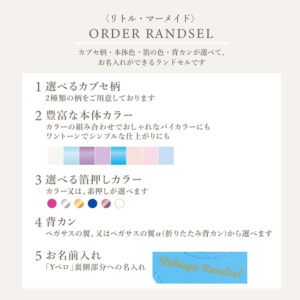 〈リトル・マーメイド〉
ORDER RANDSEL
カブセ柄・本体色・箔の色・背カンが選べて、
お名入れができるランドセルです
1 選べるカブセ柄
2種類の柄をご用意しております
2 豊富な本体カラー
カラーの組み合わせでおしゃれなバイカラーにも
ワントーンでシンプルな仕上がりにも
3 選べる箔押しカラー
カラー又は、素押しが選べます
4 背カン
ペガサスの翼、又はペガサスの翼α(折りたたみ背カン)から選べます
5 お名前入れ
「Yベロ」裏側部分への名入れ
Shibuya Randsel